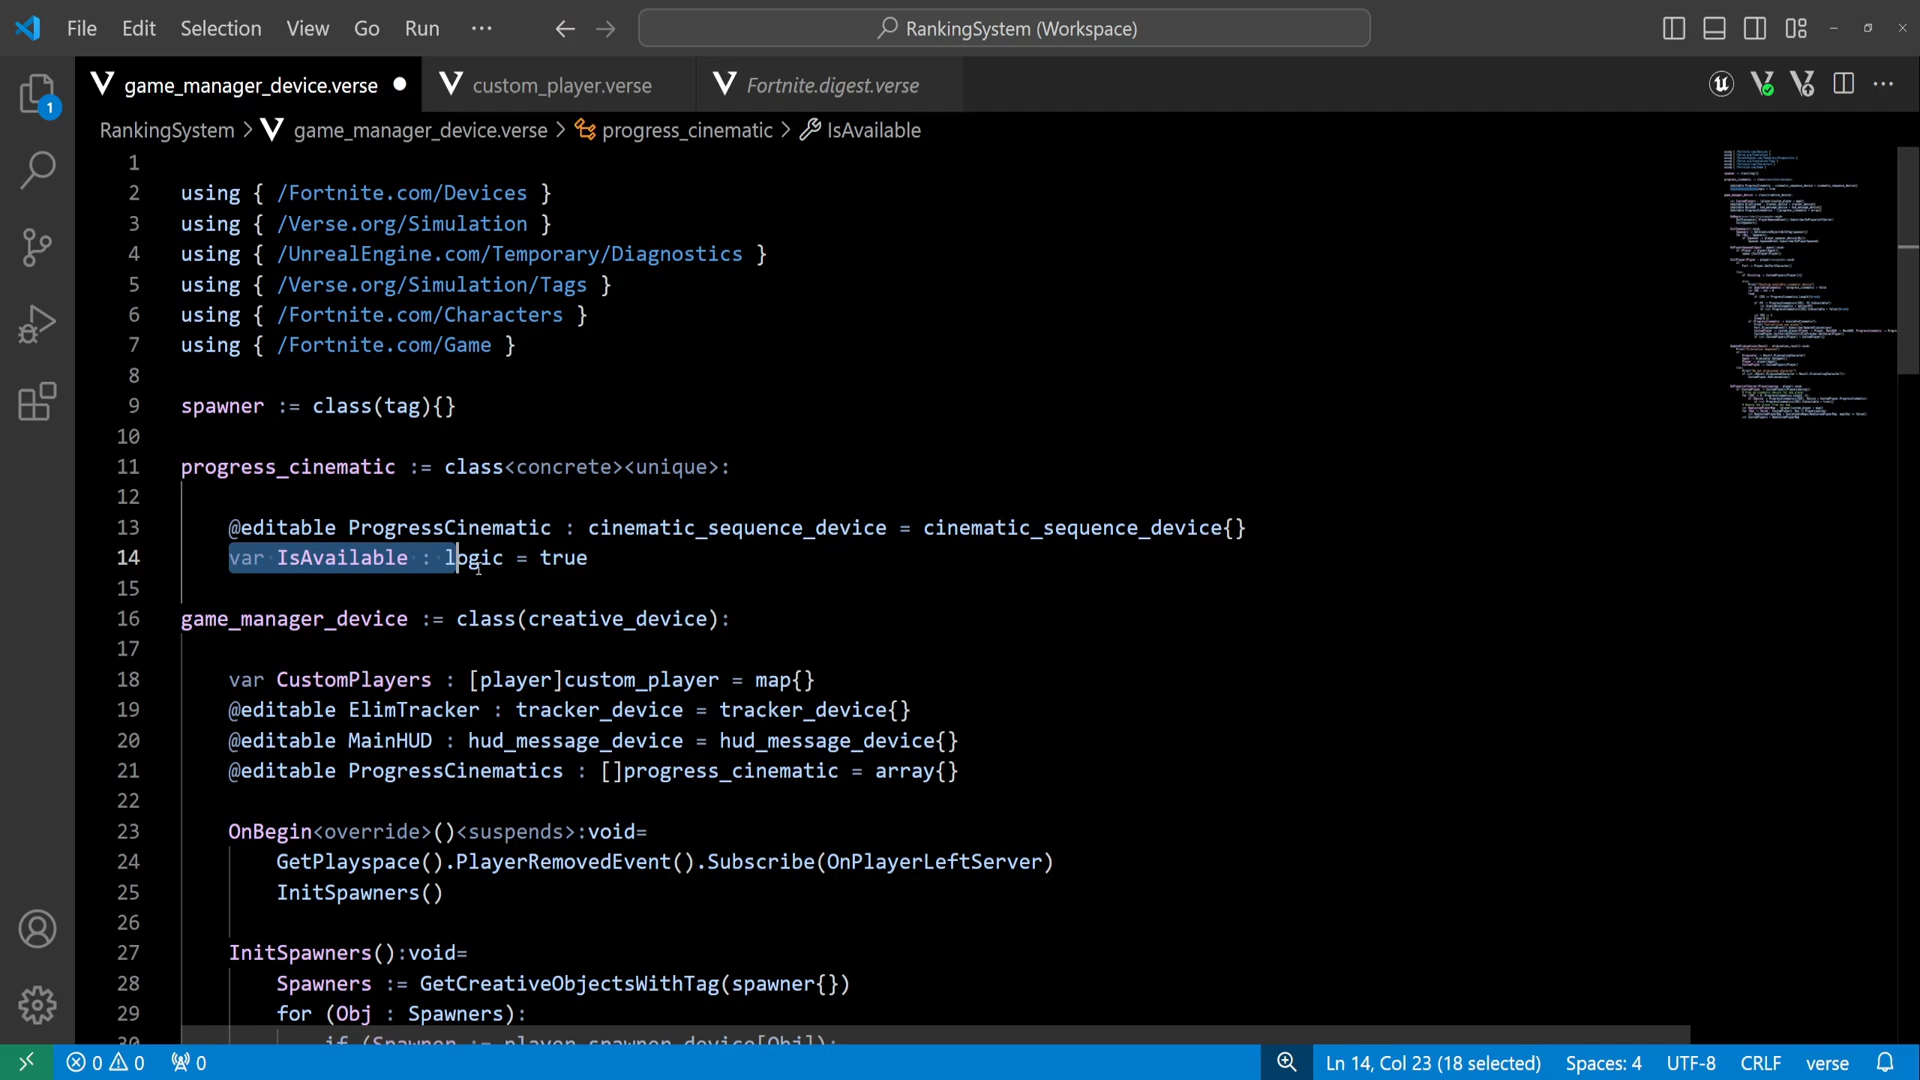 File Edit Selection View Go Run ··· RankingSystem (Workspace)
game_manager_device.verse custom_player.verse Fortnite.digest.verse
RankingSystem > game_manager_device.verse > progress_cinematic > IsAvailable
1
2 using { /Fortnite.com/Devices }
3 using { /Verse.org/Simulation }
4 using { /UnrealEngine.com/Temporary/Diagnostics }
5 using { /Verse.org/Simulation/Tags }
6 using { /Fortnite.com/Characters }
7 using { /Fortnite.com/Game }
8
9 spawner := class(tag){}
10
11 progress_cinematic := class<concrete><unique>:
12
13 @editable ProgressCinematic : cinematic_sequence_device = cinematic_sequence_device{}
14 var IsAvailable : logic = true
15
16 game_manager_device := class(creative_device):
17
18 var CustomPlayers : [player]custom_player = map{}
19 @editable ElimTracker : tracker_device = tracker_device{}
20 @editable MainHUD : hud_message_device = hud_message_device{}
21 @editable ProgressCinematics : []progress_cinematic = array{}
22
23 OnBegin<override>()<suspends>:void=
24 GetPlayspace().PlayerRemovedEvent().Subscribe(OnPlayerLeftServer)
25 InitSpawners()
26
27 InitSpawners():void=
28 Spawners := GetCreativeObjectsWithTag(spawner{})
29 for (Obj : Spawners):
30 if (Spawner := player_spawner_device[Obj]):
1
0 0 0 Ln 14, Col 23 (18 selected) Spaces: 4 UTF-8 CRLF verse